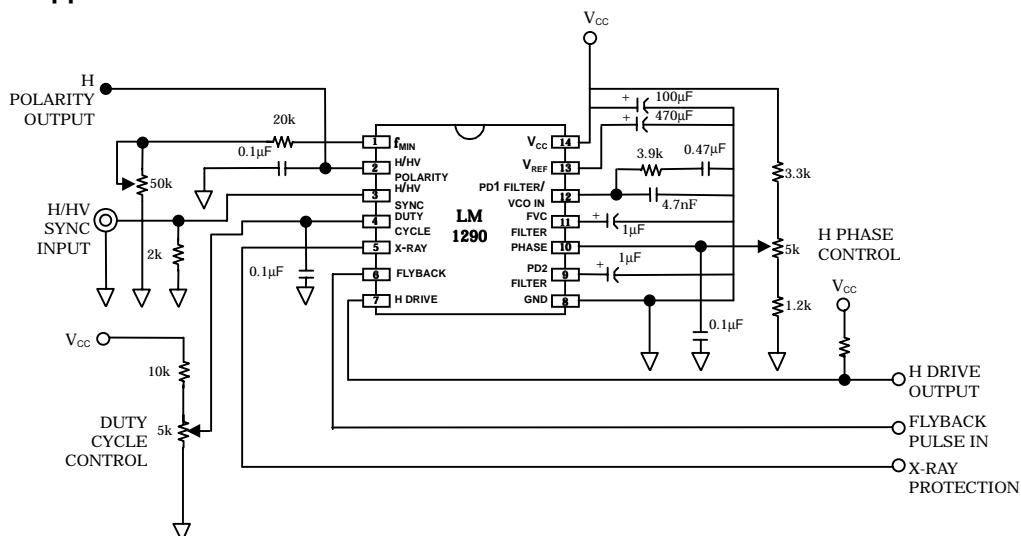 V_CC
H
POLARITY
OUTPUT
20k
0.1µF
50k
H/HV
SYNC
INPUT
2k
0.1µF
1 f_MIN
2 H/HV
POLARITY
3 H/HV
SYNC
4 DUTY
CYCLE
5 X-RAY
6 FLYBACK
7 H DRIVE
LM
1290
V_CC 14
V_REF 13
PD1 FILTER/
VCO IN 12
FVC 11
FILTER
PHASE 10
PD2 9
FILTER
GND 8
+ 100µF
+ 470µF
3.9k
0.47µF
4.7nF
+ 1µF
1µF
+
0.1µF
3.3k
5k
H PHASE
CONTROL
1.2k
V_CC
V_CC
10k
5k
DUTY
CYCLE
CONTROL
H DRIVE
OUTPUT
FLYBACK
PULSE IN
X-RAY
PROTECTION